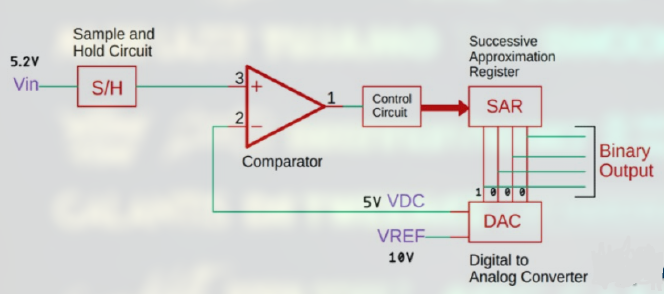 Sample and
Hold Circuit
5.2V
Vin
S/H
3
+
2
−
1
Comparator
Control
Circuit
Successive
Approximation
Register
SAR
Binary
Output
1 0 0 0
5V VDC
DAC
VREF
10V
Digital to
Analog Converter